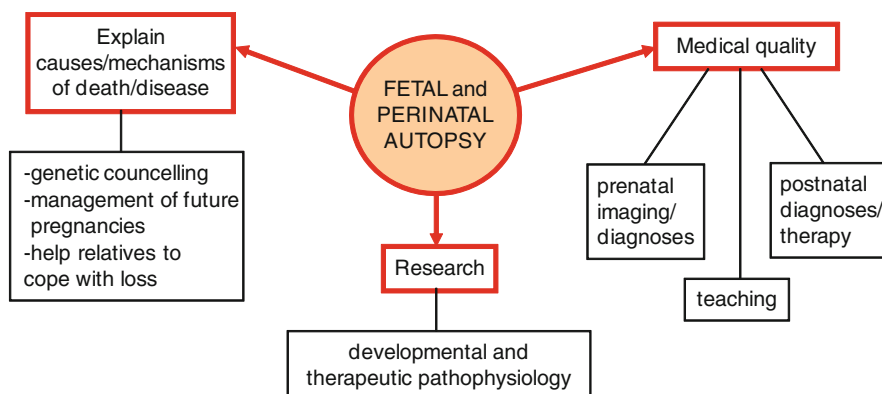 Explain
causes/mechanisms
of death/disease
-genetic councelling
-management of future
pregnancies
-help relatives to
cope with loss
FETAL and
PERINATAL
AUTOPSY
Research
developmental and
therapeutic pathophysiology
Medical quality
prenatal
imaging/
diagnoses
teaching
postnatal
diagnoses/
therapy